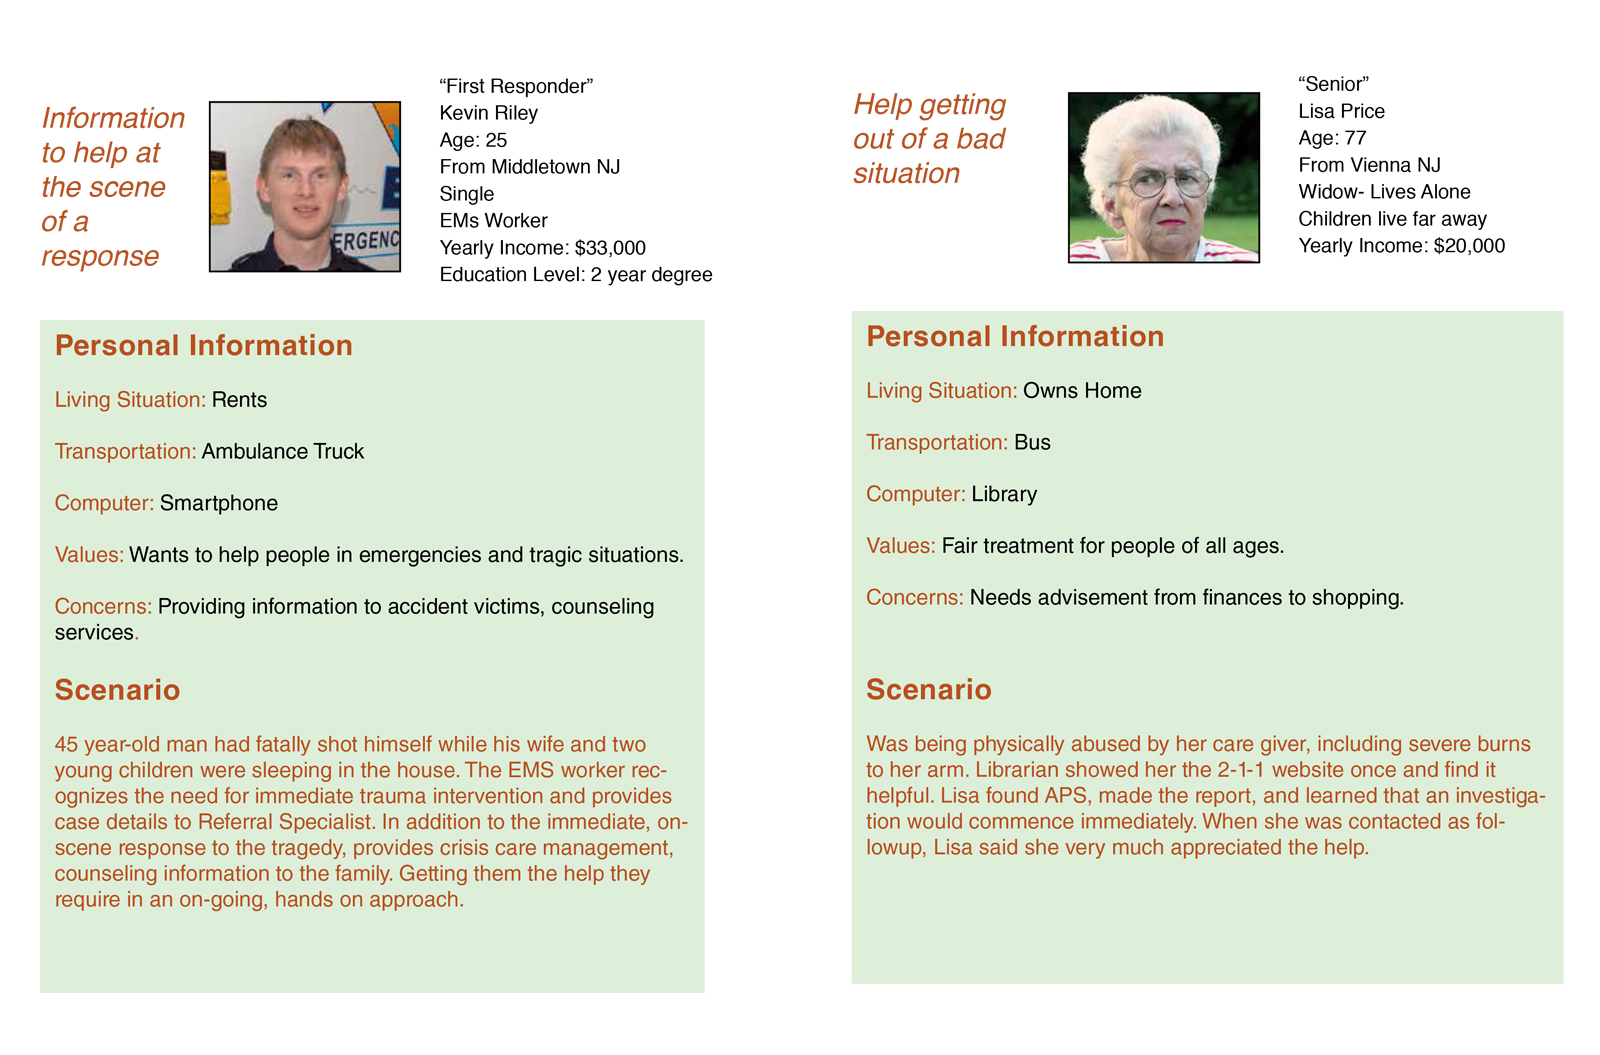 Information
to help at
the scene
of a
response
ERGENC
“First Responder”
Kevin Riley
Age: 25
From Middletown NJ
Single
EMs Worker
Yearly Income: $33,000
Education Level: 2 year degree
Personal Information
Living Situation: Rents
Transportation: Ambulance Truck
Computer: Smartphone
Values: Wants to help people in emergencies and tragic situations.
Concerns: Providing information to accident victims, counseling
services.
Scenario
45 year-old man had fatally shot himself while his wife and two
young children were sleeping in the house. The EMS worker rec-
ognizes the need for immediate trauma intervention and provides
case details to Referral Specialist. In addition to the immediate, on-
scene response to the tragedy, provides crisis care management,
counseling information to the family. Getting them the help they
require in an on-going, hands on approach.
Help getting
out of a bad
situation
“Senior”
Lisa Price
Age: 77
From Vienna NJ
Widow- Lives Alone
Children live far away
Yearly Income: $20,000
Personal Information
Living Situation: Owns Home
Transportation: Bus
Computer: Library
Values: Fair treatment for people of all ages.
Concerns: Needs advisement from finances to shopping.
Scenario
Was being physically abused by her care giver, including severe burns
to her arm. Librarian showed her the 2-1-1 website once and find it
helpful. Lisa found APS, made the report, and learned that an investiga-
tion would commence immediately. When she was contacted as fol-
lowup, Lisa said she very much appreciated the help.